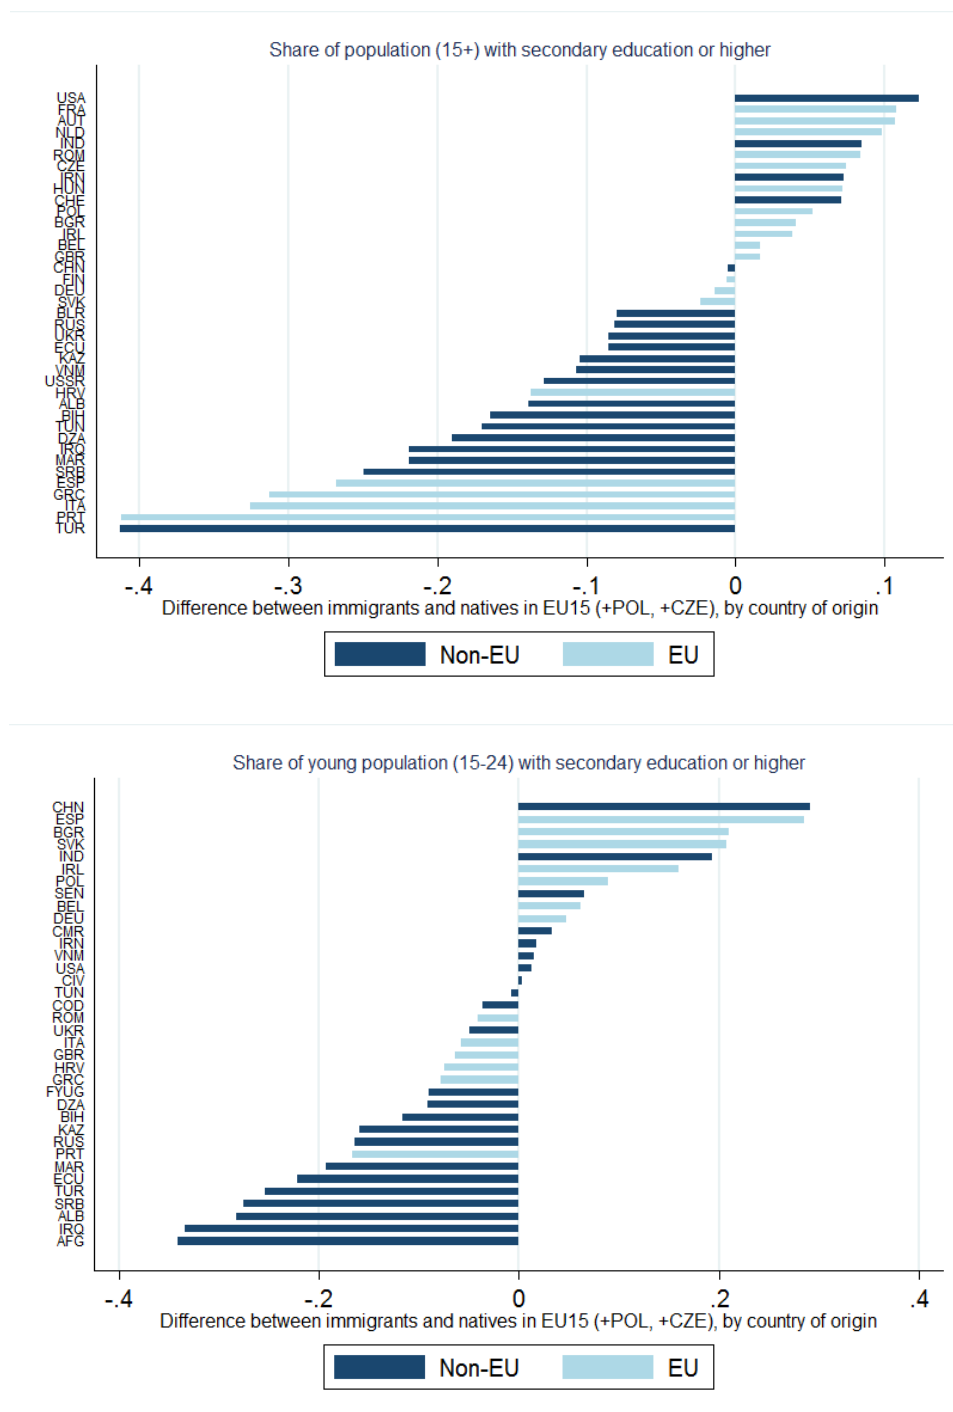 Share of population (15+) with secondary education or higher
USA
FRA
AUT
NLD
IND
ROM
CZE
IRN
HUN
CHE
POL
BGR
IRL
BEL
GBR
CHN
FIN
DEU
SVK
BLR
RUS
UKR
ECU
KAZ
VNM
USSR
HRV
ALB
BIH
TUN
DZA
IRQ
MAR
SRB
ESP
GRC
ITA
PRT
TUR
-.4 -.3 -.2 -.1 0 .1
Difference between immigrants and natives in EU15 (+POL, +CZE), by country of origin
Non-EU EU
Share of young population (15-24) with secondary education or higher
CHN
ESP
BGR
SVK
IND
IRL
POL
SEN
BEL
DEU
CMR
IRN
VNM
USA
CIV
TUN
COD
ROM
UKR
ITA
GBR
HRV
GRC
FYUG
DZA
BIH
KAZ
RUS
PRT
MAR
ECU
TUR
SRB
ALB
IRQ
AFG
-.4 -.2 0 .2 .4
Difference between immigrants and natives in EU15 (+POL, +CZE), by country of origin
Non-EU EU